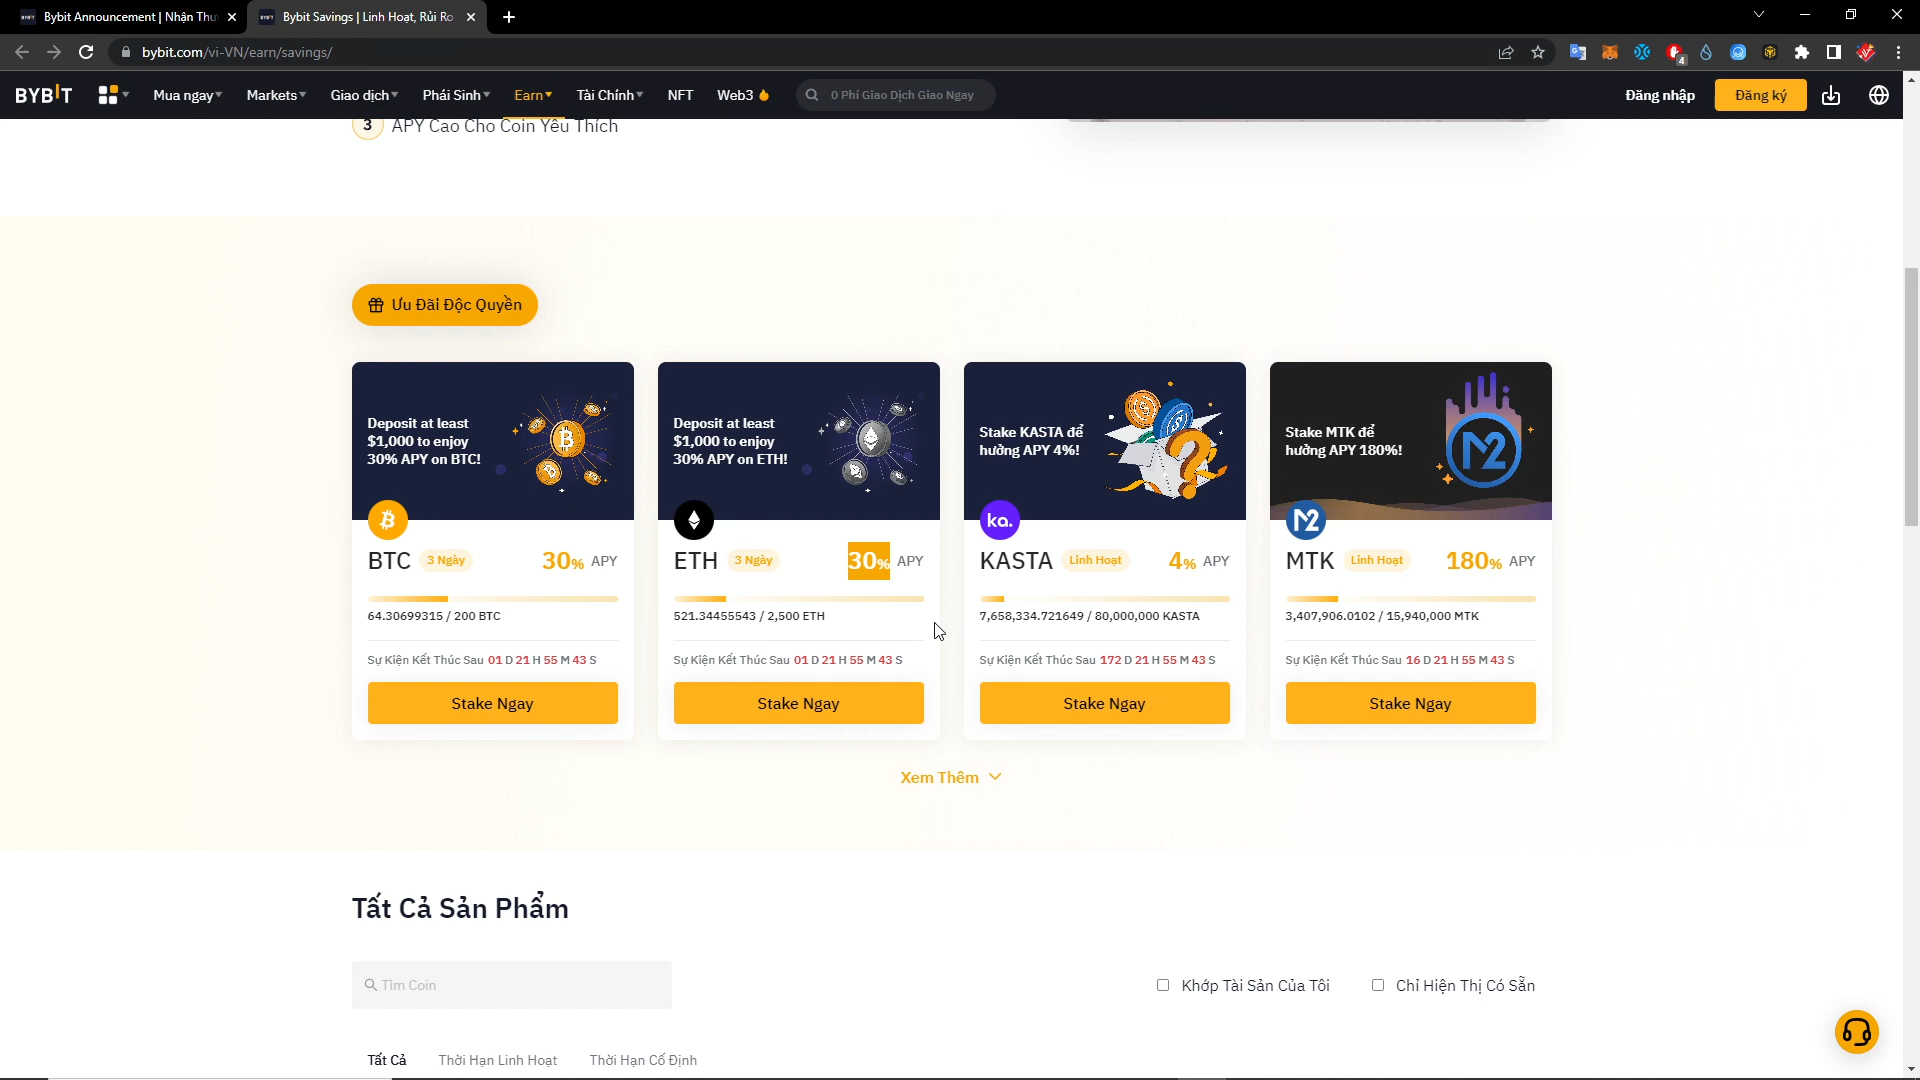 Bybit Announcement | Nhận Thư
Bybit Savings | Linh Hoạt, Rủi Ro
bybit.com/vi-VN/earn/savings/
4
BYBIT
Mua ngay
Markets
Giao dịch
Phái Sinh
Earn
Tài Chính
NFT
Web3
0 Phí Giao Dịch Giao Ngay
Đăng nhập
Đăng ký
3 APY Cao Cho Coin Yêu Thích
Ưu Đãi Độc Quyền
Deposit at least
$1,000 to enjoy
30% APY on BTC!
BTC 3 Ngày 30% APY
64.30699315 / 200 BTC
Sự Kiện Kết Thúc Sau 01 D 21 H 55 M 43 S
Stake Ngay
Deposit at least
$1,000 to enjoy
30% APY on ETH!
ETH 3 Ngày 30% APY
521.34455543 / 2,500 ETH
Sự Kiện Kết Thúc Sau 01 D 21 H 55 M 43 S
Stake Ngay
Stake KASTA để
hưởng APY 4%!
ka.
KASTA Linh Hoạt 4% APY
7,658,334.721649 / 80,000,000 KASTA
Sự Kiện Kết Thúc Sau 172 D 21 H 55 M 43 S
Stake Ngay
Stake MTK để
hưởng APY 180%!
MTK Linh Hoạt 180% APY
3,407,906.0102 / 15,940,000 MTK
Sự Kiện Kết Thúc Sau 16 D 21 H 55 M 43 S
Stake Ngay
Xem Thêm
Tất Cả Sản Phẩm
Tìm Coin
Khớp Tài Sản Của Tôi
Chỉ Hiện Thị Có Sẵn
Tất Cả
Thời Hạn Linh Hoạt
Thời Hạn Cố Định